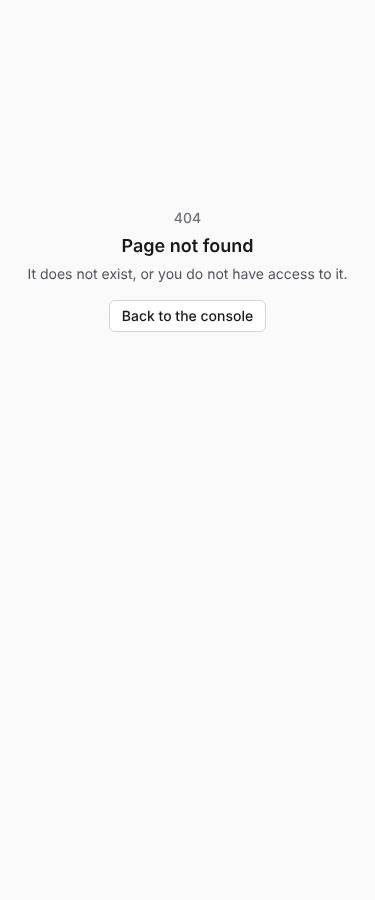 404
Page not found
It does not exist, or you do not have access to it.
Back to the console